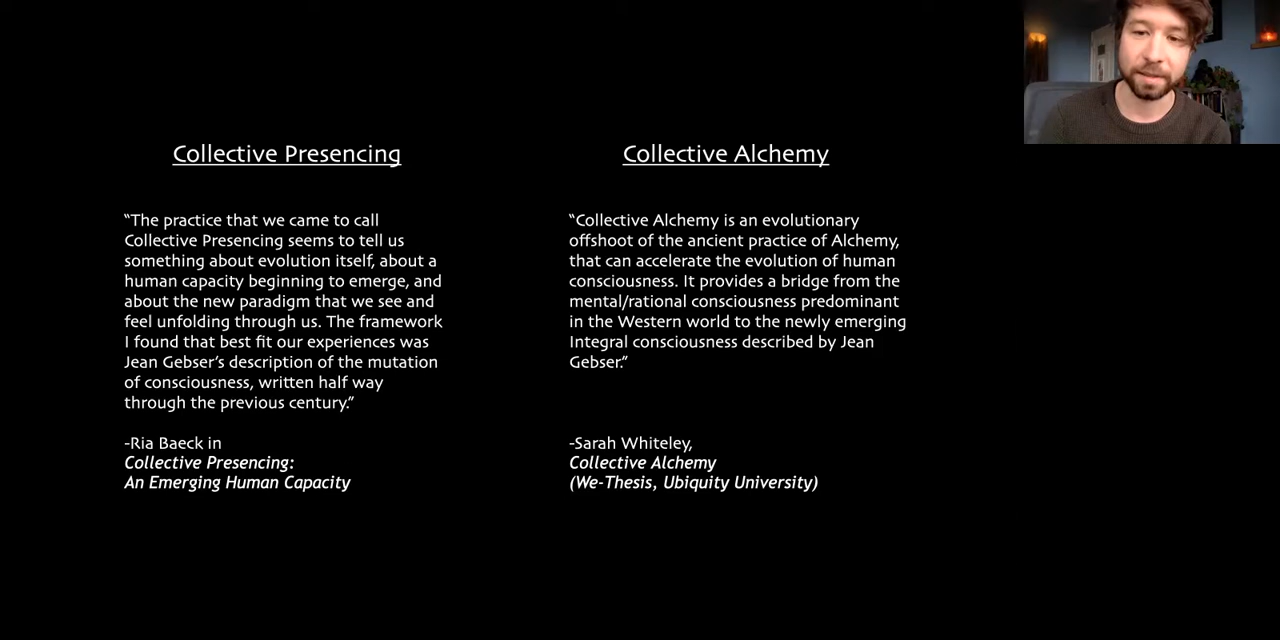 Collective Presencing
“The practice that we came to call
Collective Presencing seems to tell us
something about evolution itself, about a
human capacity beginning to emerge, and
about the new paradigm that we see and
feel unfolding through us. The framework
I found that best fit our experiences was
Jean Gebser’s description of the mutation
of consciousness, written half way
through the previous century.”
-Ria Baeck in
Collective Presencing:
An Emerging Human Capacity
Collective Alchemy
“Collective Alchemy is an evolutionary
offshoot of the ancient practice of Alchemy,
that can accelerate the evolution of human
consciousness. It provides a bridge from the
mental/rational consciousness predominant
in the Western world to the newly emerging
Integral consciousness described by Jean
Gebser.”
-Sarah Whiteley,
Collective Alchemy
(We-Thesis, Ubiquity University)